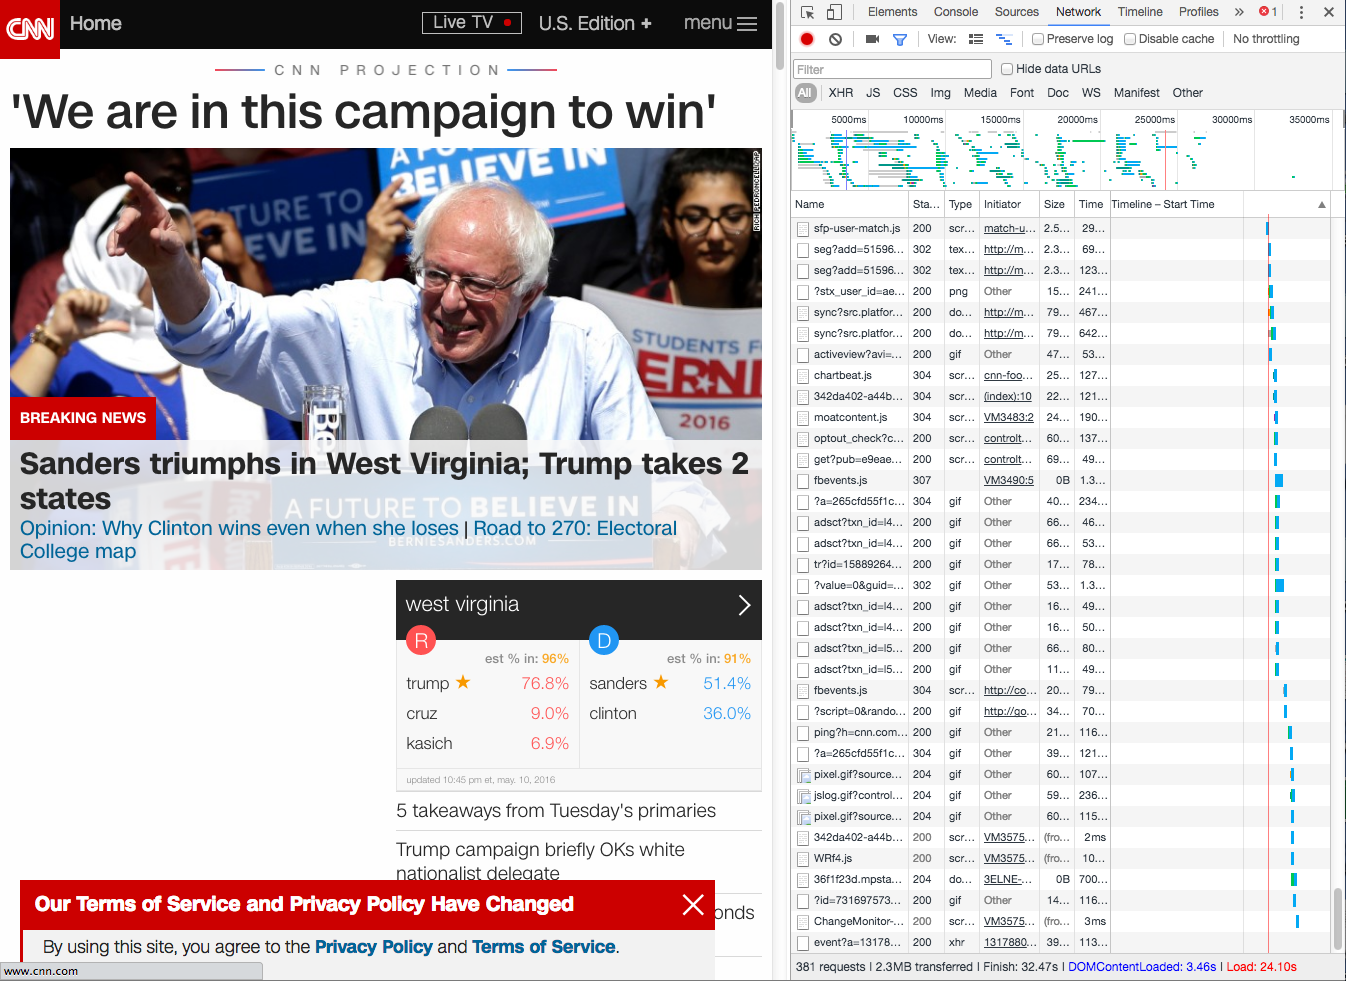 CNN Home Live TV U.S. Edition + menu
CNN PROJECTION
'We are in this campaign to win'
A FUTURE TO
BELIEVE IN
STUDENTS F
BERNIE
2016
BREAKING NEWS
Sanders triumphs in West Virginia; Trump takes 2
states
Opinion: Why Clinton wins even when she loses | Road to 270: Electoral
College map
A FUTURE TO BELIEVE IN
BERNIESANDERS.COM
west virginia
R D
est % in: 96% est % in: 91%
trump 76.8% sanders 51.4%
cruz 9.0% clinton 36.0%
kasich 6.9%
updated 10:45 pm et, may. 10, 2016
5 takeaways from Tuesday's primaries
Trump campaign briefly OKs white
nationalist delegate
onds
Our Terms of Service and Privacy Policy Have Changed
By using this site, you agree to the Privacy Policy and Terms of Service.
www.cnn.com
Elements Console Sources Network Timeline Profiles » 1
View: Preserve log Disable cache No throttling
Filter Hide data URLs
All XHR JS CSS Img Media Font Doc WS Manifest Other
5000ms 10000ms 15000ms 20000ms 25000ms 30000ms 35000ms
Name Sta... Type Initiator Size Time Timeline – Start Time
sfp-user-match.js 200 scr... match-u... 2.5... 29...
seg?add=51596... 302 tex... http://m... 2.3... 69...
seg?add=51596... 302 tex... http://m... 2.3... 123...
?stx_user_id=ae... 200 png Other 15... 241...
sync?src.platfor... 200 do... http://m... 79... 467...
sync?src.platfor... 200 do... http://m... 79... 642...
activeview?avi=... 200 gif Other 47... 53...
chartbeat.js 304 scr... cnn-foo... 25... 127...
342da402-a44b... 304 scr... (index):10 22... 121...
moatcontent.js 304 scr... VM3483:2 24... 190...
optout_check?c... 200 scr... controlt... 60... 137...
get?pub=e9eae... 200 scr... controlt... 69... 49...
fbevents.js 307 VM3490:5 0B 1.3...
?a=265cfd55f1c... 304 gif Other 40... 234...
adsct?txn_id=l4... 200 gif Other 66... 46...
adsct?txn_id=l4... 200 gif Other 66... 53...
tr?id=15889264... 200 gif Other 17... 78...
?value=0&guid=... 302 gif Other 53... 1.3...
adsct?txn_id=l4... 200 gif Other 16... 49...
adsct?txn_id=l4... 200 gif Other 16... 50...
adsct?txn_id=l5... 200 gif Other 66... 80...
adsct?txn_id=l5... 200 gif Other 11... 49...
fbevents.js 304 scr... http://co... 20... 79...
?script=0&rando... 200 gif http://go... 34... 70...
ping?h=cnn.com... 200 gif Other 21... 116...
?a=265cfd55f1c... 304 gif Other 39... 121...
pixel.gif?source... 204 gif Other 60... 107...
jslog.gif?control... 204 gif Other 59... 236...
pixel.gif?source... 204 gif Other 60... 115...
342da402-a44b... 200 scr... VM3575... (fro... 2ms
WRf4.js 200 scr... VM3575... (fro... 10...
36f1f23d.mpsta... 204 do... 3ELNE-... 0B 700...
?id=731697573... 200 gif Other 14... 116...
ChangeMonitor-... 200 scr... VM3575... (fro... 3ms
event?a=13178... 200 xhr 1317880... 39... 113...
381 requests | 2.3MB transferred | Finish: 32.47s | DOMContentLoaded: 3.46s | Load: 24.10s